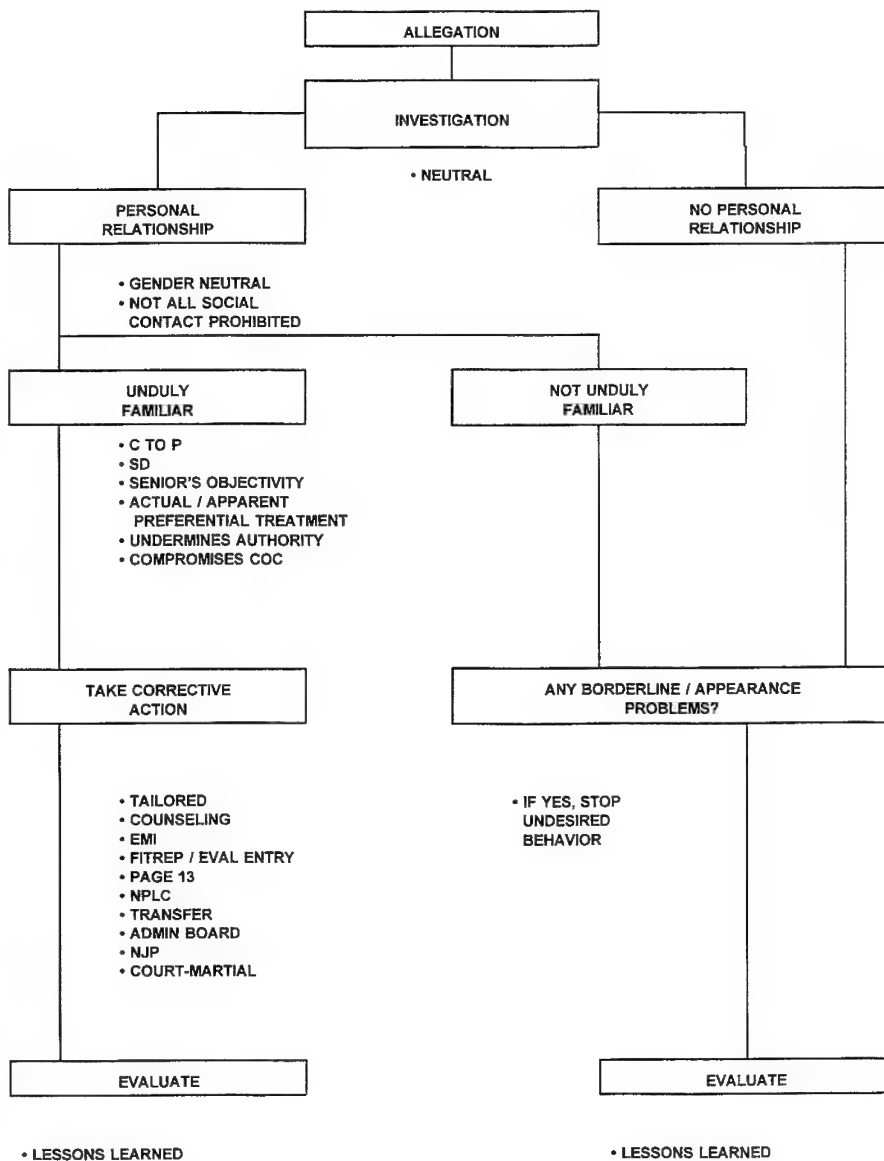 ALLEGATION
INVESTIGATION
• NEUTRAL
PERSONAL
RELATIONSHIP
NO PERSONAL
RELATIONSHIP
• GENDER NEUTRAL
• NOT ALL SOCIAL
CONTACT PROHIBITED
UNDULY
FAMILIAR
NOT UNDULY
FAMILIAR
• C TO P
• SD
• SENIOR'S OBJECTIVITY
• ACTUAL / APPARENT
PREFERENTIAL TREATMENT
• UNDERMINES AUTHORITY
• COMPROMISES COC
TAKE CORRECTIVE
ACTION
ANY BORDERLINE / APPEARANCE
PROBLEMS?
• TAILORED
• COUNSELING
• EMI
• FITREP / EVAL ENTRY
• PAGE 13
• NPLC
• TRANSFER
• ADMIN BOARD
• NJP
• COURT-MARTIAL
• IF YES, STOP
UNDESIRED
BEHAVIOR
EVALUATE
EVALUATE
• LESSONS LEARNED
• LESSONS LEARNED